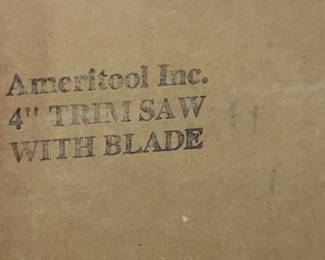 Ameritool Inc.
4" TRIM SAW
WITH BLADE